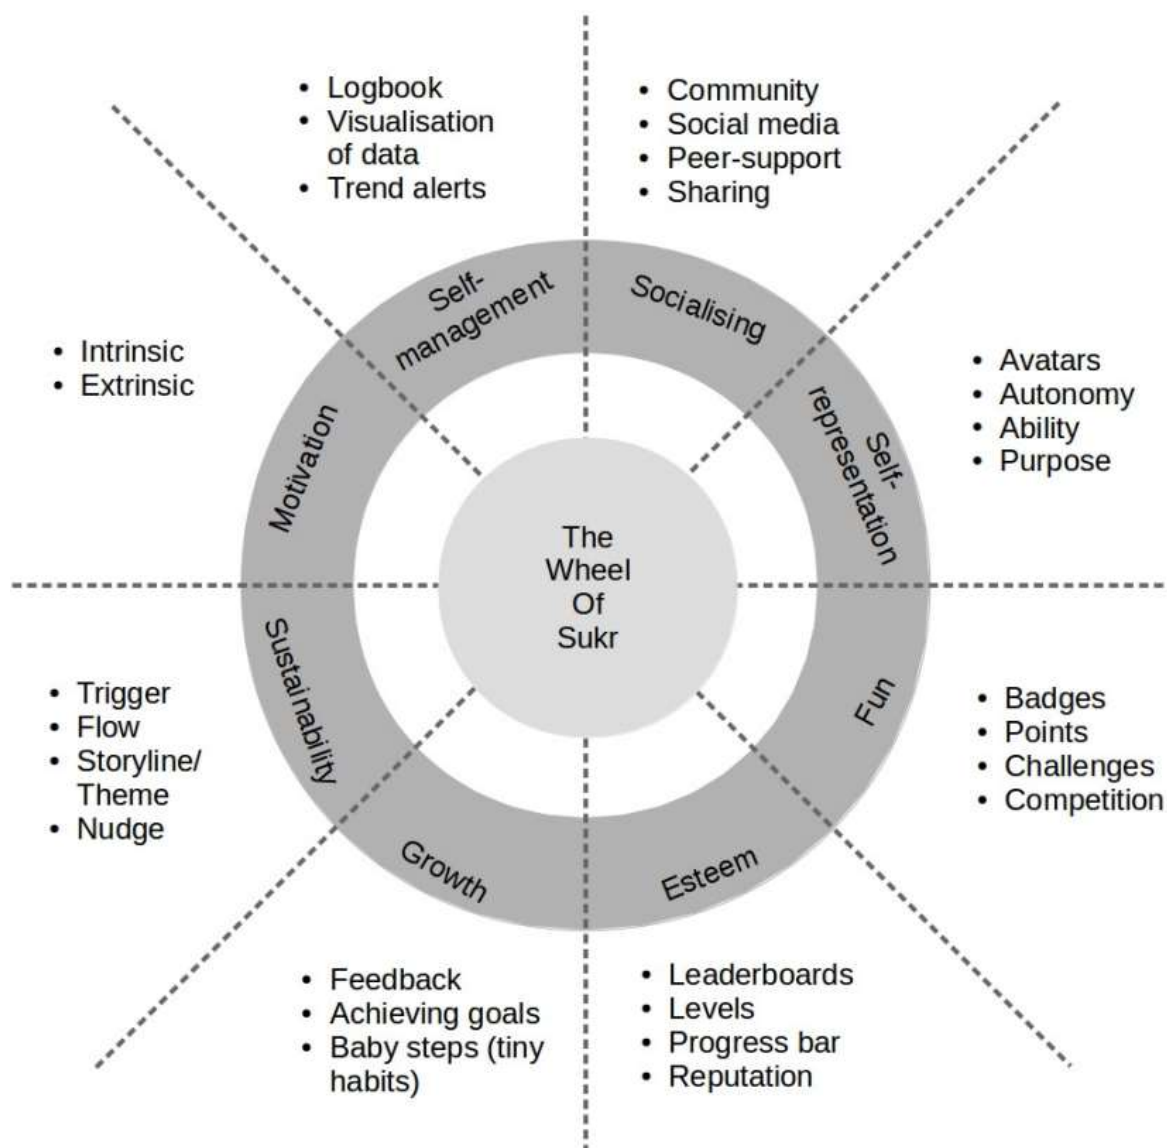 • Logbook
• Visualisation
of data
• Trend alerts
• Community
• Social media
• Peer-support
• Sharing
Self-
management
Socialising
• Intrinsic
• Extrinsic
Motivation
Self-
representation
• Avatars
• Autonomy
• Ability
• Purpose
The
Wheel
Of
Sukr
• Trigger
• Flow
• Storyline/
Theme
• Nudge
Sustainability
Fun
• Badges
• Points
• Challenges
• Competition
Growth
Esteem
• Feedback
• Achieving goals
• Baby steps (tiny
habits)
• Leaderboards
• Levels
• Progress bar
• Reputation